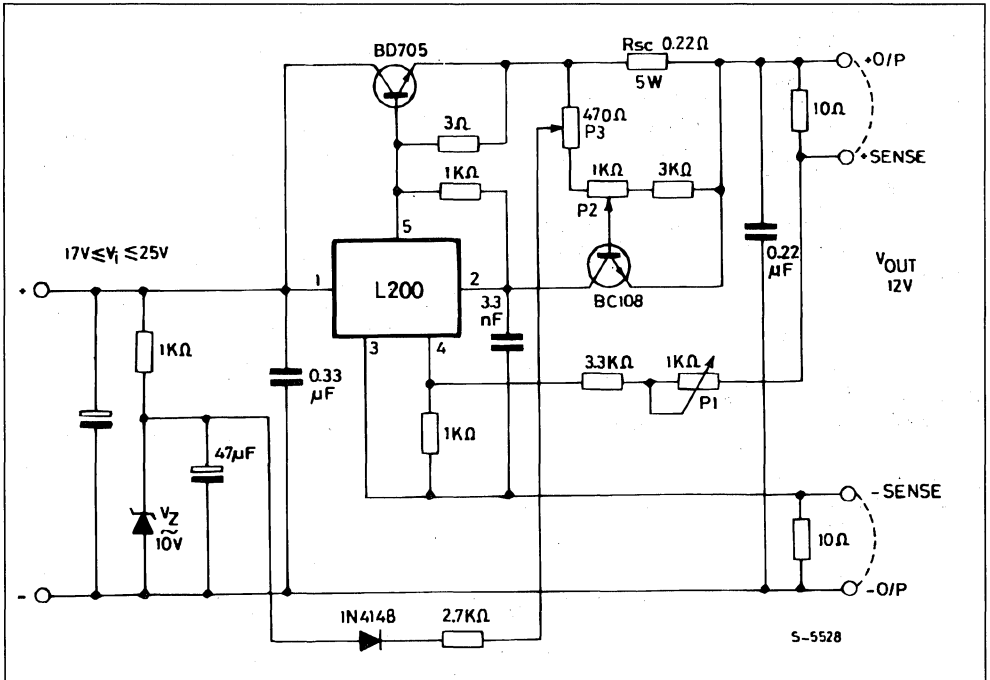 BD705
Rsc 0.22Ω
5W
+O/P
3Ω
470Ω
P3
10Ω
1KΩ
1KΩ
3KΩ
+SENSE
P2
5
17V≤Vi≤25V
1
L200
2
BC108
0.22
μF
VOUT
12V
+
3.3
nF
3
4
1KΩ
0.33
μF
3.3KΩ
1KΩ
P1
1KΩ
47μF
-SENSE
VZ
~
10V
10Ω
-
-O/P
1N4148
2.7KΩ
S-5528